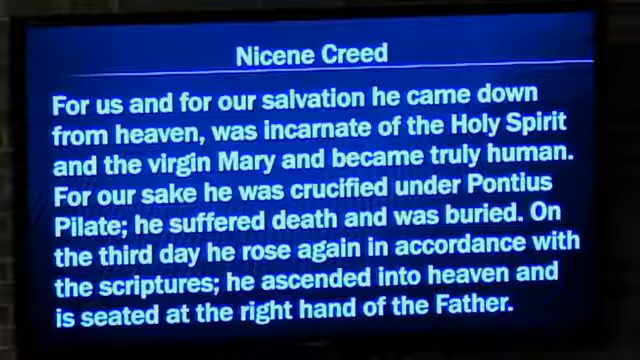 Nicene Creed
For us and for our salvation he came down
from heaven, was incarnate of the Holy Spirit
and the virgin Mary and became truly human.
For our sake he was crucified under Pontius
Pilate; he suffered death and was buried. On
the third day he rose again in accordance with
the scriptures; he ascended into heaven and
is seated at the right hand of the Father.